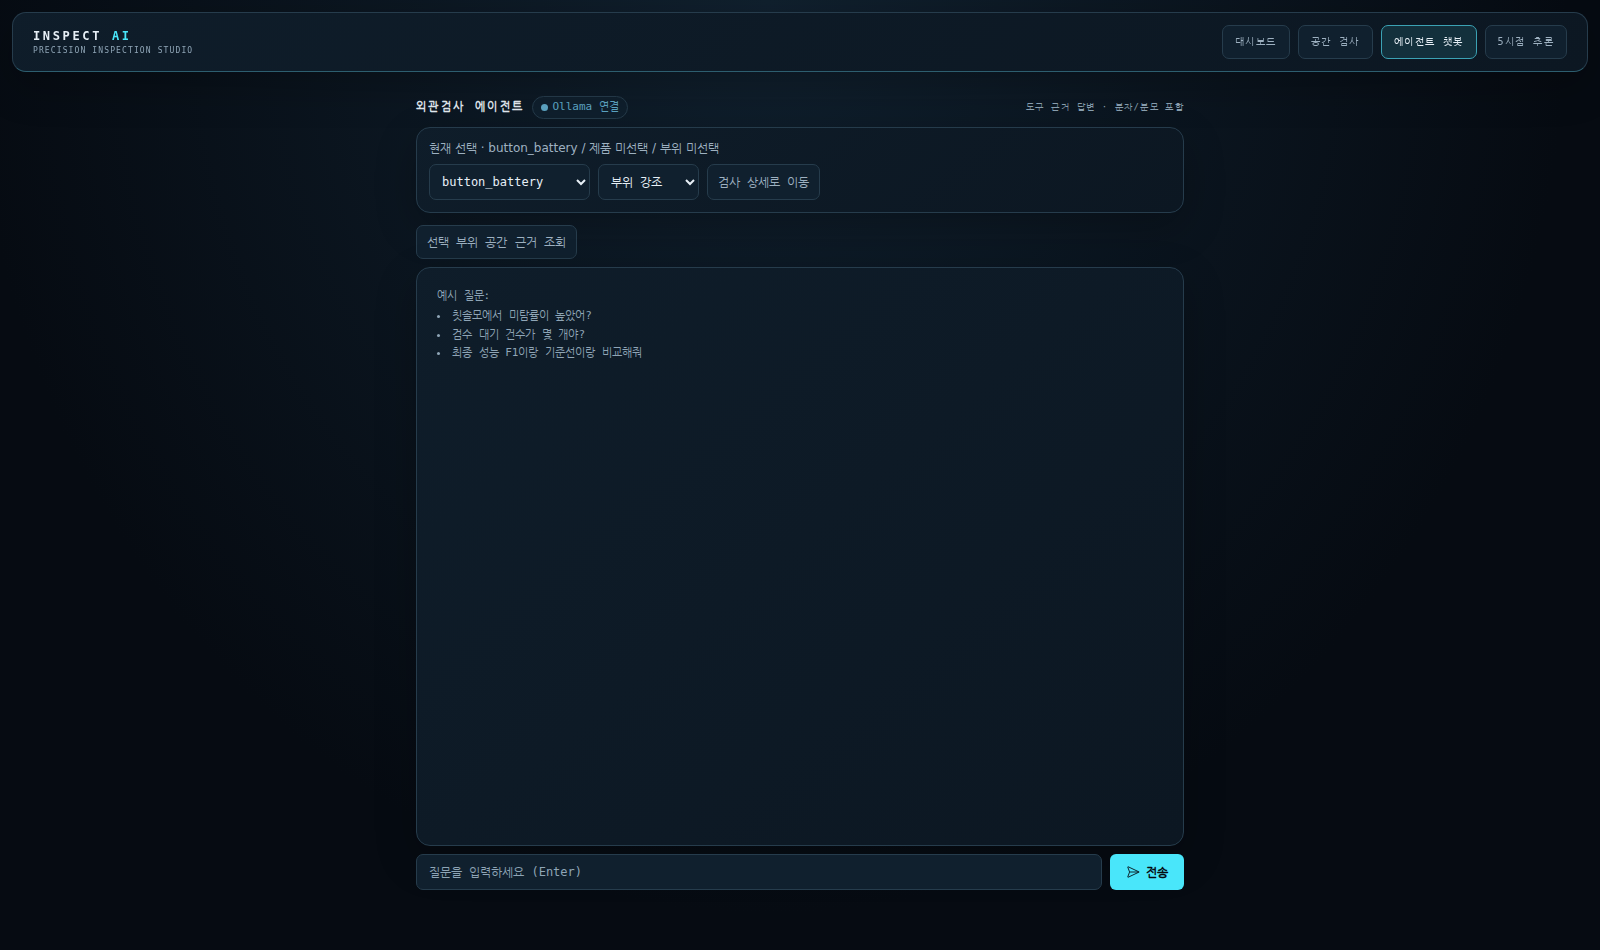 INSPECT AI
PRECISION INSPECTION STUDIO
대시보드
공간 검사
에이전트 챗봇
5시점 추론
외관검사 에이전트
Ollama 연결
도구 근거 답변 · 분자/분모 포함
현재 선택 · button_battery / 제품 미선택 / 부위 미선택
button_battery
부위 강조
검사 상세로 이동
선택 부위 공간 근거 조회
예시 질문:
• 칫솔모에서 미탐률이 높았어?
• 검수 대기 건수가 몇 개야?
• 최종 성능 F1이랑 기준선이랑 비교해줘
질문을 입력하세요 (Enter)
전송